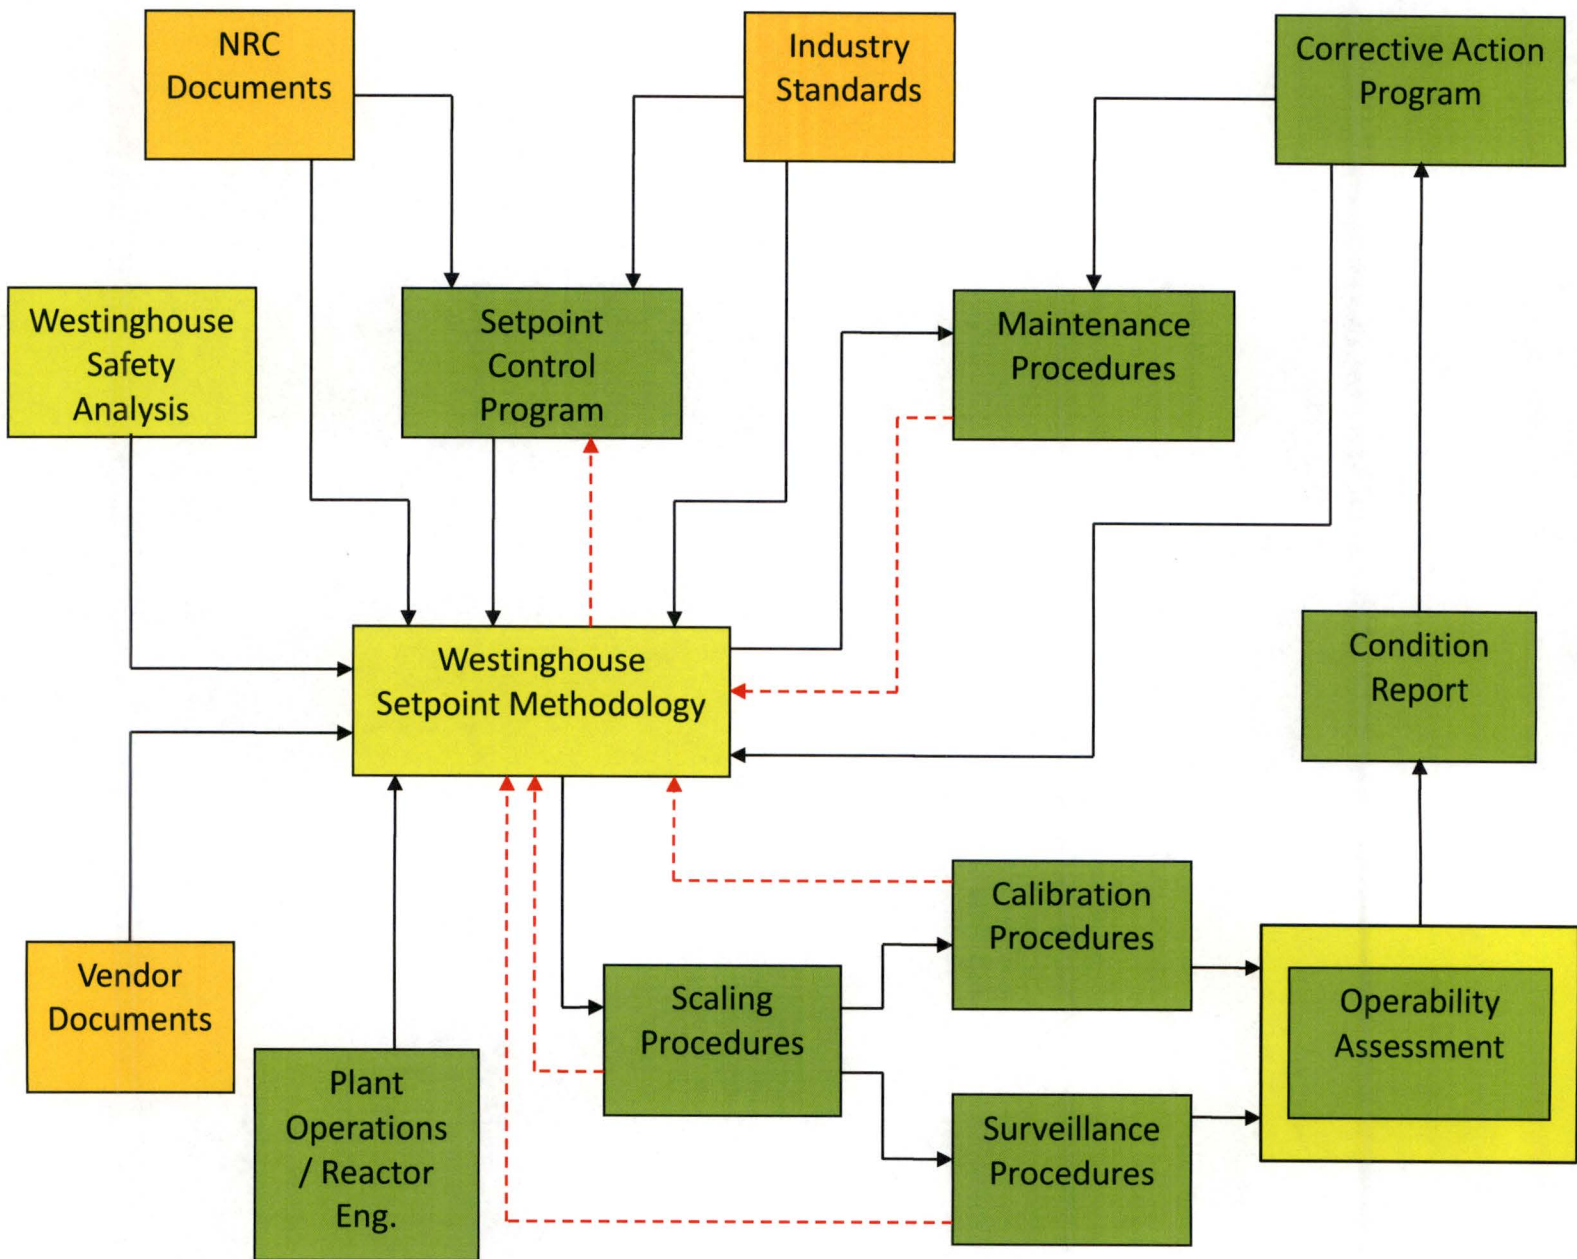 NRC
Documents
Industry
Standards
Corrective Action
Program
Westinghouse
Safety
Analysis
Setpoint
Control
Program
Maintenance
Procedures
Westinghouse
Setpoint Methodology
Condition
Report
Vendor
Documents
Plant
Operations
/ Reactor
Eng.
Scaling
Procedures
Calibration
Procedures
Surveillance
Procedures
Operability
Assessment